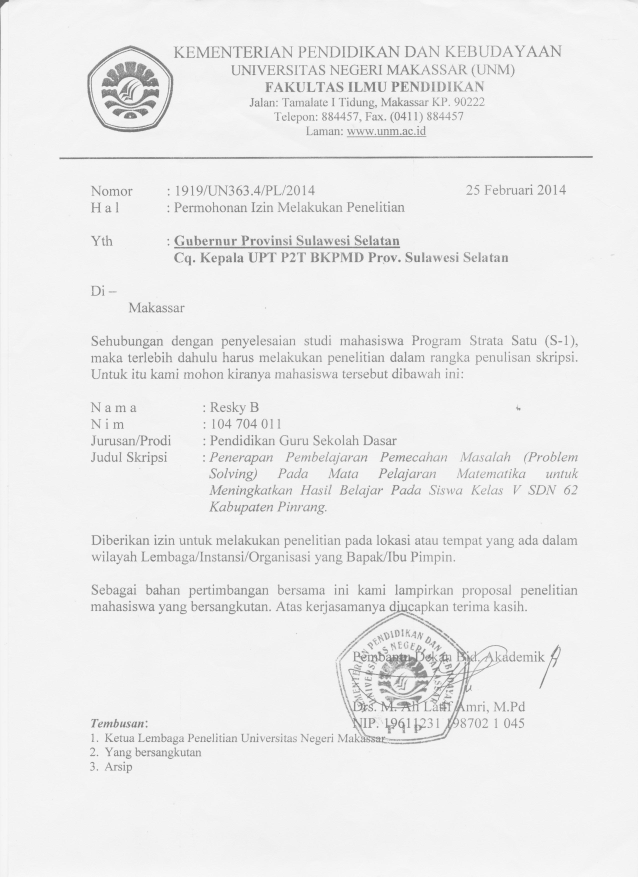 KEMENTERIAN PENDIDIKAN DAN KEBUDAYAAN
UNIVERSITAS NEGERI MAKASSAR (UNM)
FAKULTAS ILMU PENDIDIKAN
Jalan: Tamalate I Tidung, Makassar KP. 90222
Telepon: 884457, Fax. (0411) 884457
Laman: www.unm.ac.id
Nomor : 1919/UN363.4/PL/2014 25 Februari 2014
H a l : Permohonan Izin Melakukan Penelitian
Yth : Gubernur Provinsi Sulawesi Selatan
Cq. Kepala UPT P2T BKPMD Prov. Sulawesi Selatan
Di –
Makassar
Sehubungan dengan penyelesaian studi mahasiswa Program Strata Satu (S-1),
maka terlebih dahulu harus melakukan penelitian dalam rangka penulisan skripsi.
Untuk itu kami mohon kiranya mahasiswa tersebut dibawah ini:
N a m a : Resky B
N i m : 104 704 011
Jurusan/Prodi : Pendidikan Guru Sekolah Dasar
Judul Skripsi : Penerapan Pembelajaran Pemecahan Masalah (Problem
Solving) Pada Mata Pelajaran Matematika untuk
Meningkatkan Hasil Belajar Pada Siswa Kelas V SDN 62
Kabupaten Pinrang.
Diberikan izin untuk melakukan penelitian pada lokasi atau tempat yang ada dalam
wilayah Lembaga/Instansi/Organisasi yang Bapak/Ibu Pimpin.
Sebagai bahan pertimbangan bersama ini kami lampirkan proposal penelitian
mahasiswa yang bersangkutan. Atas kerjasamanya diucapkan terima kasih.
Pembantu Dekan Bid. Akademik
KEMENTERIAN PENDIDIKAN DAN KEBUDAYAAN
UNIVERSITAS NEGERI MAKASSAR
F I P
Drs. M. Ali Latif Amri, M.Pd
NIP. 19611231 198702 1 045
Tembusan:
1. Ketua Lembaga Penelitian Universitas Negeri Makassar
2. Yang bersangkutan
3. Arsip